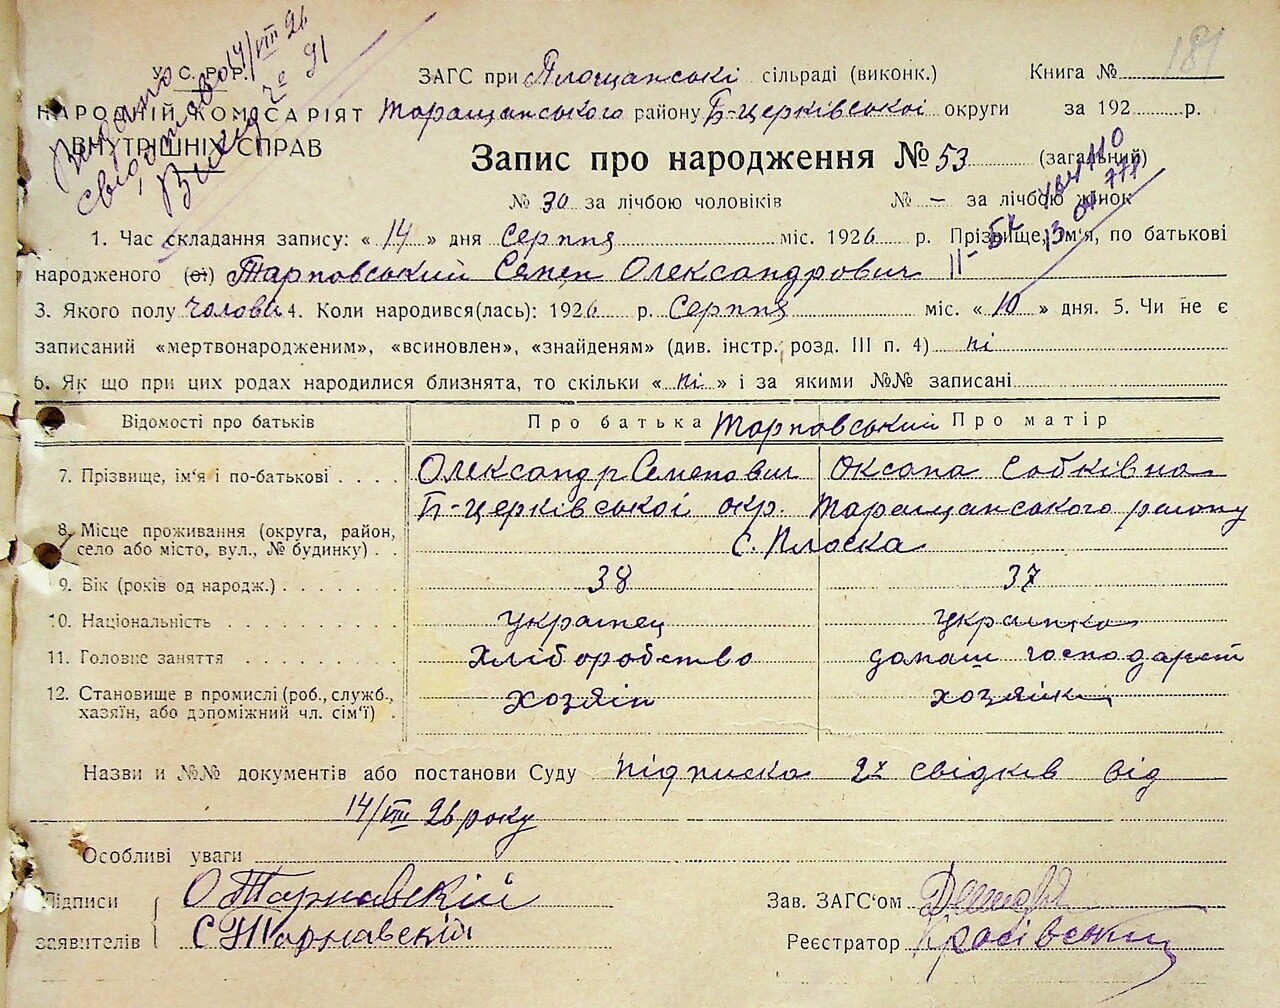 181
Видано свідоцтво 14/VIII 26
У. С. Р. Р.
НАРОДНІЙ КОМІСАРІЯТ
ВНУТРІШНІХ СПРАВ
ЗАГС при Площанські сільраді (виконк.) Книга №
Таращанського району Б-церківської округи за 192 р.
Запис про народження № 53 (загальний)
№ 30 за лічбою чоловіків № — за лічбою жінок
1. Час складання запису: « 14 » дня Серпня міс. 1926 р. Прізвище, ім'я, по батькові
народженого (ої) Тарновський Семен Олександрович
3. Якого полу чолові 4. Коли народився(лась): 1926 р. Серпня міс. « 10 » дня. 5. Чи не є
записаний «мертвонародженим», «всиновлен», «знайденям» (див. інстр. розд. III п. 4) ні
6. Як що при цих родах народилися близнята, то скільки « ні » і за якими №№ записані
Відомості про батьків Про батька Тарновський Про матір
7. Прізвище, ім'я і по-батькові Олександр Семенович Оксана Собківна
Б-церківської окр. Таращанського району
8. Місце проживання (округа, район,
село або місто, вул., № будинку) с. Плоска
9. Вік (років од народж.) 38 37
10. Національність українец українка
11. Головне заняття хліборобство домаш господарст
12. Становище в промислі (роб., служб.,
хазяїн, або допоміжний чл. сім'ї) хозяін хозяйка
Назви и №№ документів або постанови Суду підписка 2х свідків від
14/VIII 26 року
Особливі уваги
Підписи О Тарнавскій Зав. ЗАГС'ом
заявителів С Тарнавскій Реєстратор